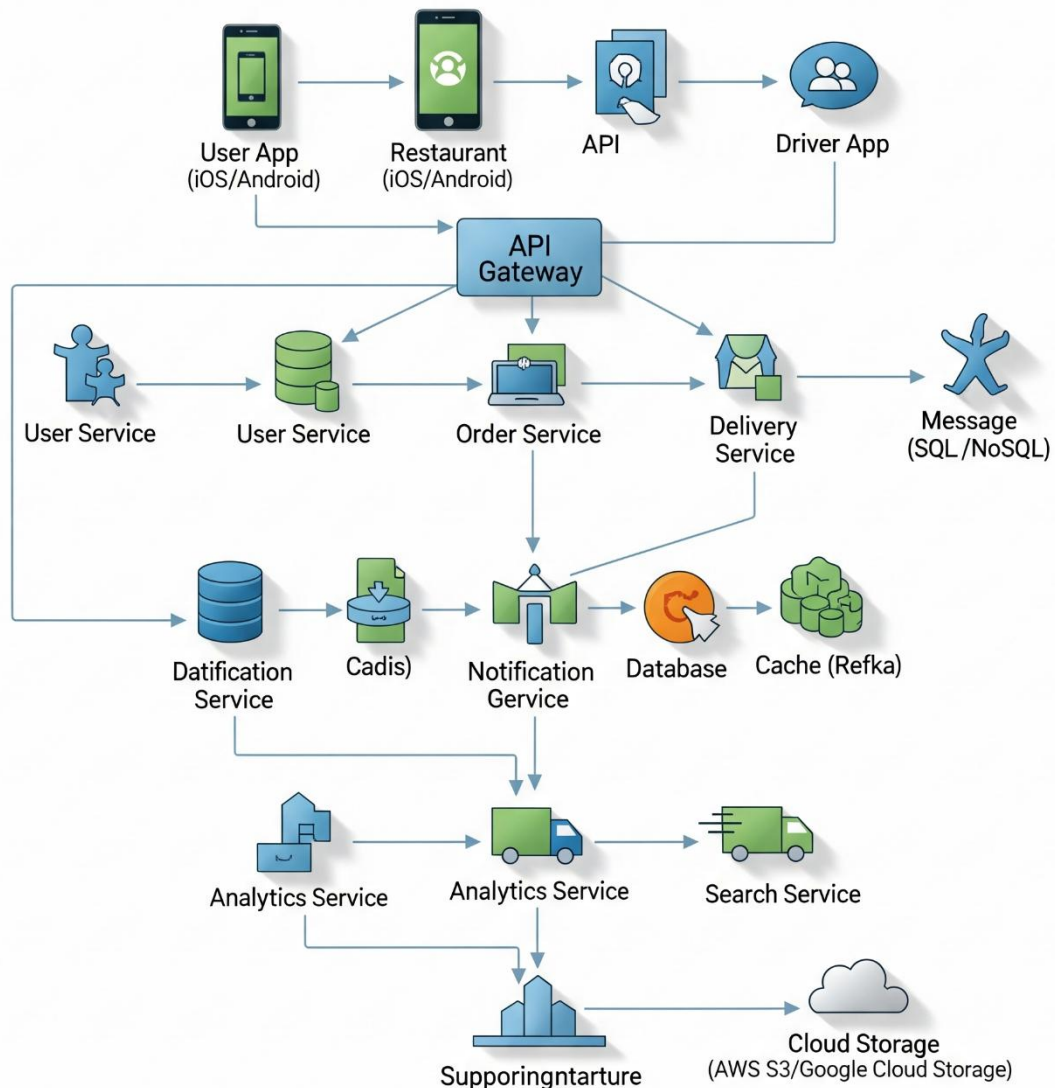 User App
(iOS/Android)
Restaurant
(iOS/Android)
API
Driver App
API
Gateway
User Service
User Service
Order Service
Delivery
Service
Message
(SQL/NoSQL)
Datification
Service
Cadis)
Notification
Gervice
Database
Cache (Refka)
Analytics Service
Analytics Service
Search Service
Supporingntarture
Cloud Storage
(AWS S3/Google Cloud Storage)